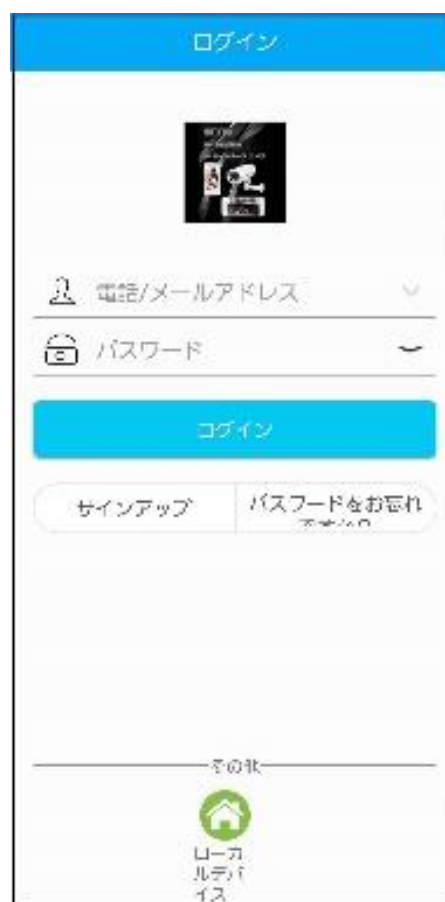 ログイン
電話/メールアドレス
パスワード
ログイン
サインアップ
パスワードをお忘れ
その他
ローカ
ルデバ
イス